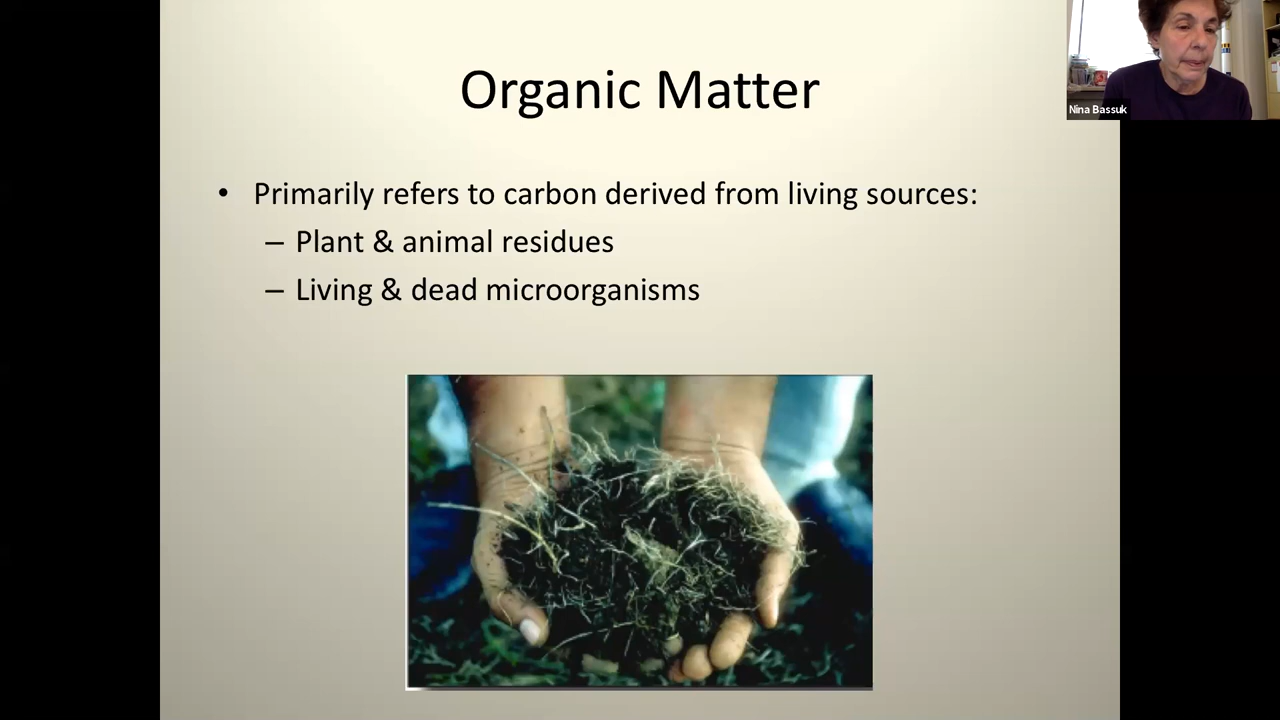 Organic Matter
Nina Bassuk
• Primarily refers to carbon derived from living sources:
– Plant & animal residues
– Living & dead microorganisms